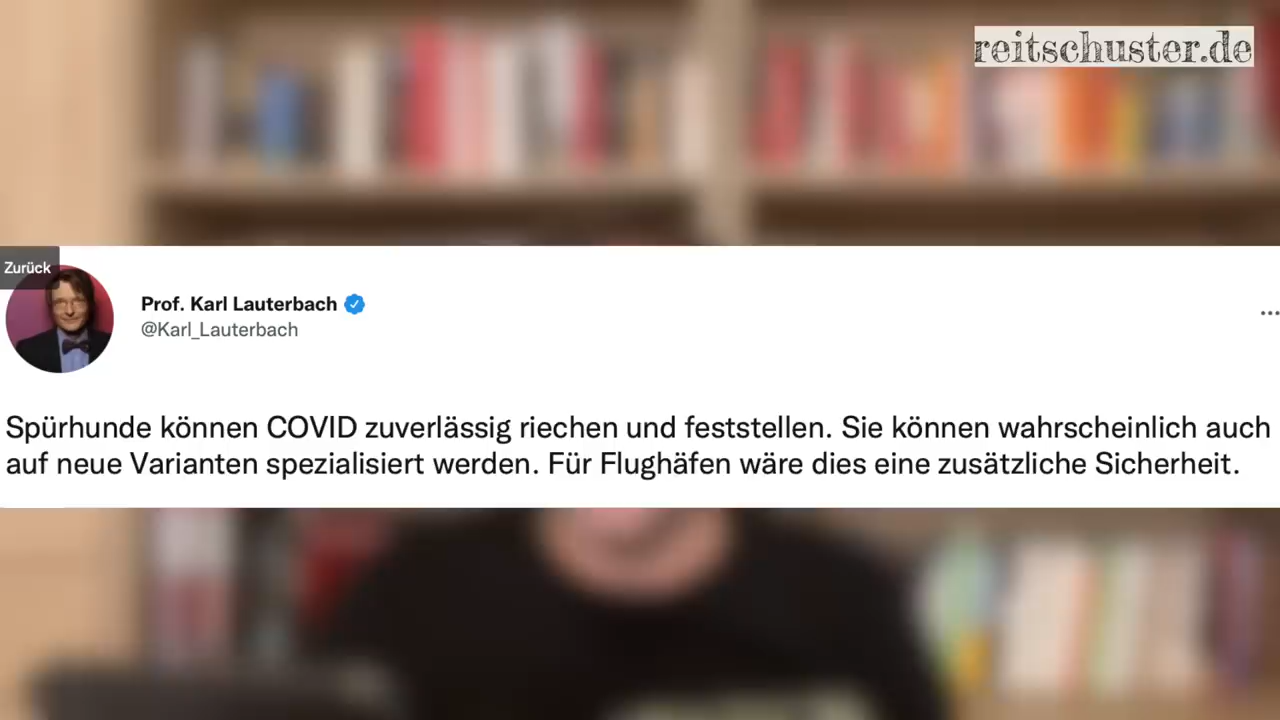 reitschuster.de
Zurück
Prof. Karl Lauterbach
@Karl_Lauterbach
Spürhunde können COVID zuverlässig riechen und feststellen. Sie können wahrscheinlich auch
auf neue Varianten spezialisiert werden. Für Flughäfen wäre dies eine zusätzliche Sicherheit.